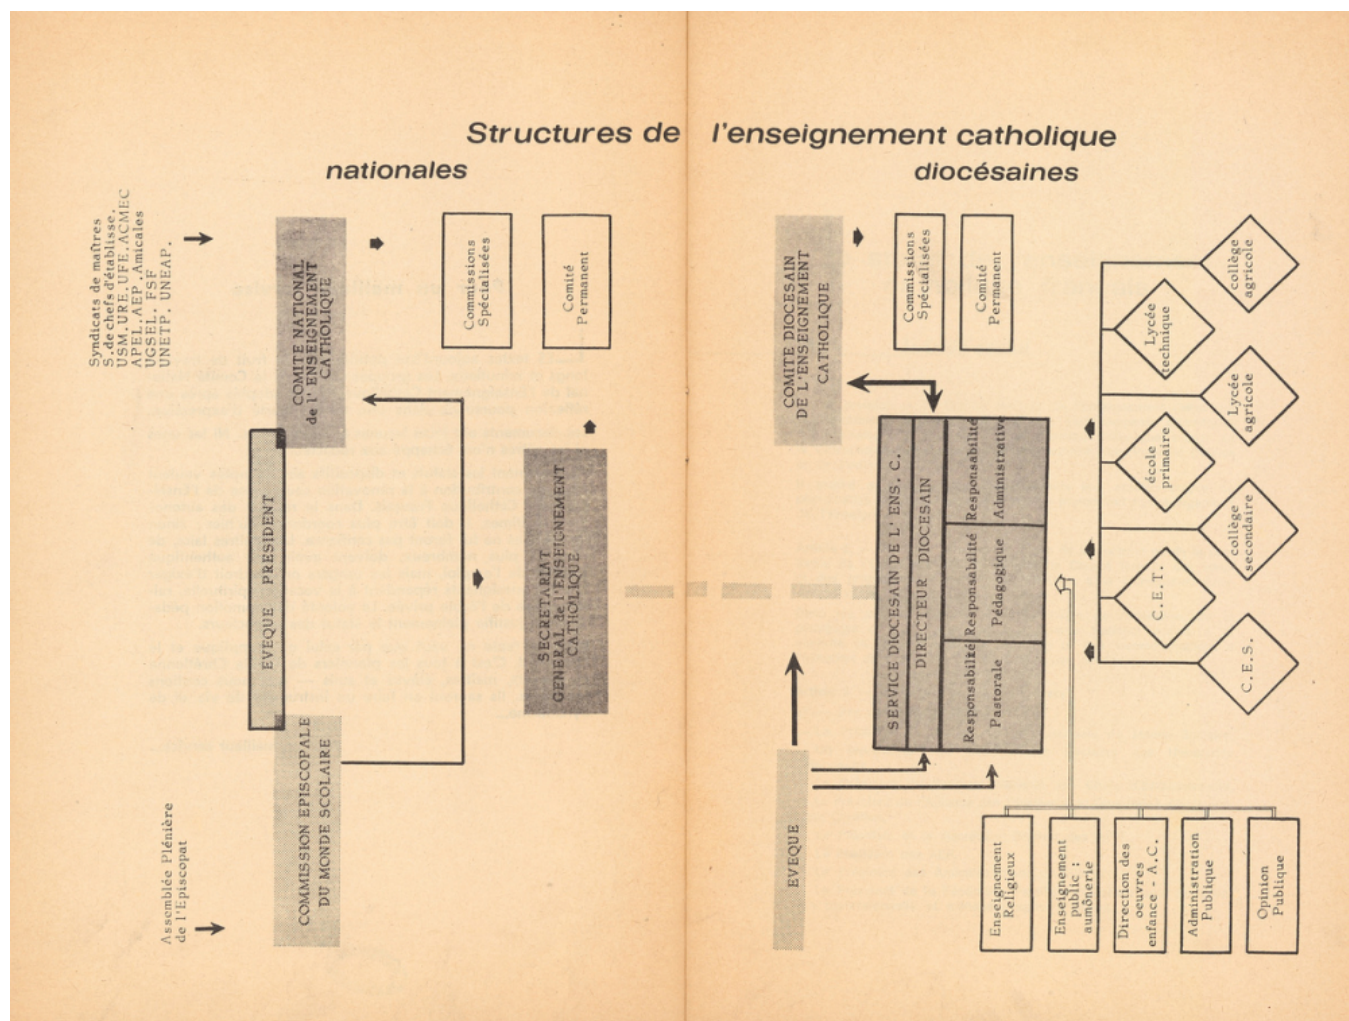 Structures de l'enseignement catholique
nationales
diocésaines
Syndicats de maîtres
S.de chefs d'établisse.
USM.URE.UFE.ACMEC
APEL.AEP.Amicales
UGSEL. FSF
UNETP. UNEAP.
COMITE NATIONAL
de l' ENSEIGNEMENT
CATHOLIQUE
Commissions
Spécialisées
Comité
Permanent
EVEQUE PRESIDENT
SECRETARIAT
GENERAL de l'ENSEIGNEMENT
CATHOLIQUE
COMMISSION EPISCOPALE
DU MONDE SCOLAIRE
Assemblée Plénière
de l'Episcopat
COMITE DIOCESAIN
DE L'ENSEIGNEMENT
CATHOLIQUE
Commissions
Spécialisées
Comité
Permanent
SERVICE DIOCESAIN DE L' ENS. C.
DIRECTEUR DIOCESAIN
Responsabilité
Administrative
Responsabilité
Pédagogique
Responsabilité
Pastorale
EVEQUE
collège
agricole
Lycée
technique
Lycée
agricole
école
primaire
collège
secondaire
C.E.T.
C.E.S.
Enseignement
Religieux
Enseignement
public :
aumônerie
Direction des
oeuvres
enfance - A.C.
Administration
Publique
Opinion
Publique